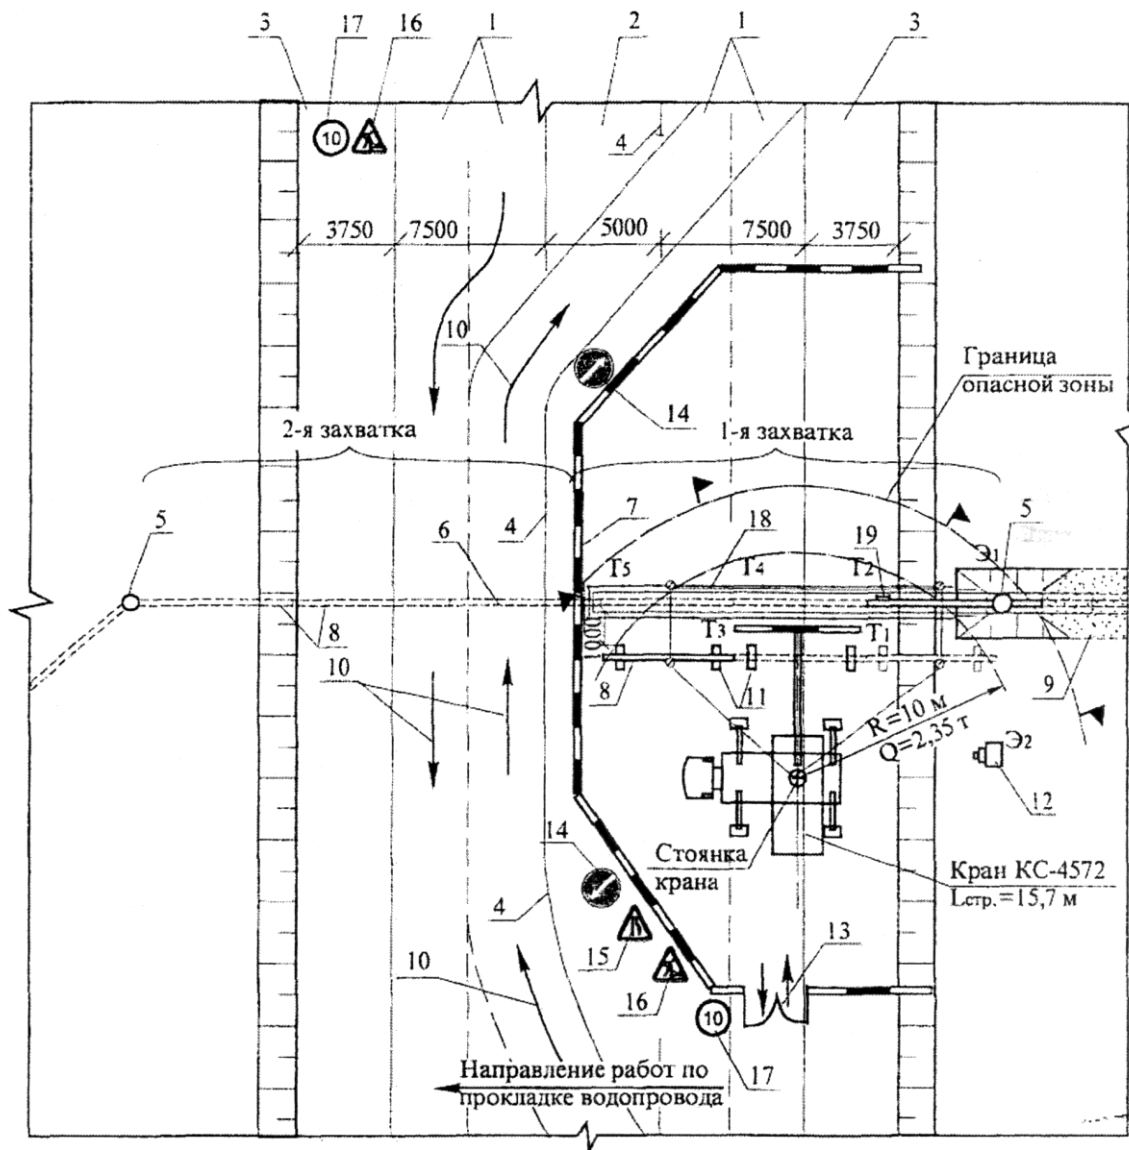 3 17 16 1 2 1 3
10
4
3750 7500 5000 7500 3750
10
Граница
опасной зоны
14
2-я захватка
1-я захватка
5 6 4 7 18 19 5
Э1
T5 T4 T2
1000
T3 T1
8
10
8 11
9
R=10 м
Q=2,35 т
Э2
12
14
Стоянка
крана
Кран КС-4572
Lстр.=15,7 м
4
10
15
13
16
10
17
Направление работ по
прокладке водопровода